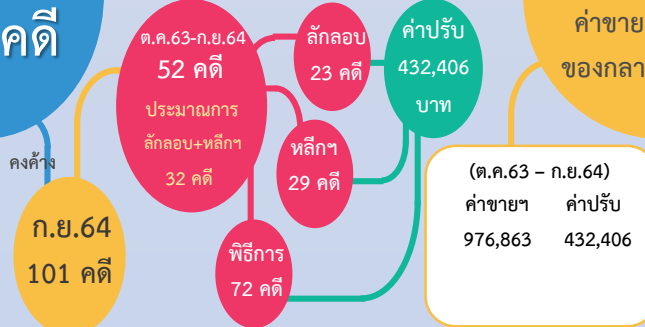 คดี
คงค้าง
ก.ย.64
101 คดี
ต.ค.63-ก.ย.64
52 คดี
ประมาณการ
ลักลอบ+หลีกฯ
32 คดี
ลักลอบ
23 คดี
หลีกฯ
29 คดี
พิธีการ
72 คดี
ค่าปรับ
432,406
บาท
ค่าขาย
ของกลา
(ต.ค.63 – ก.ย.64)
ค่าขายฯ ค่าปรับ
976,863 432,406